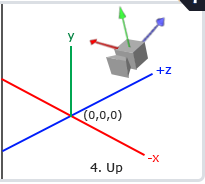 y
+z
(0,0,0)
-x
4. Up